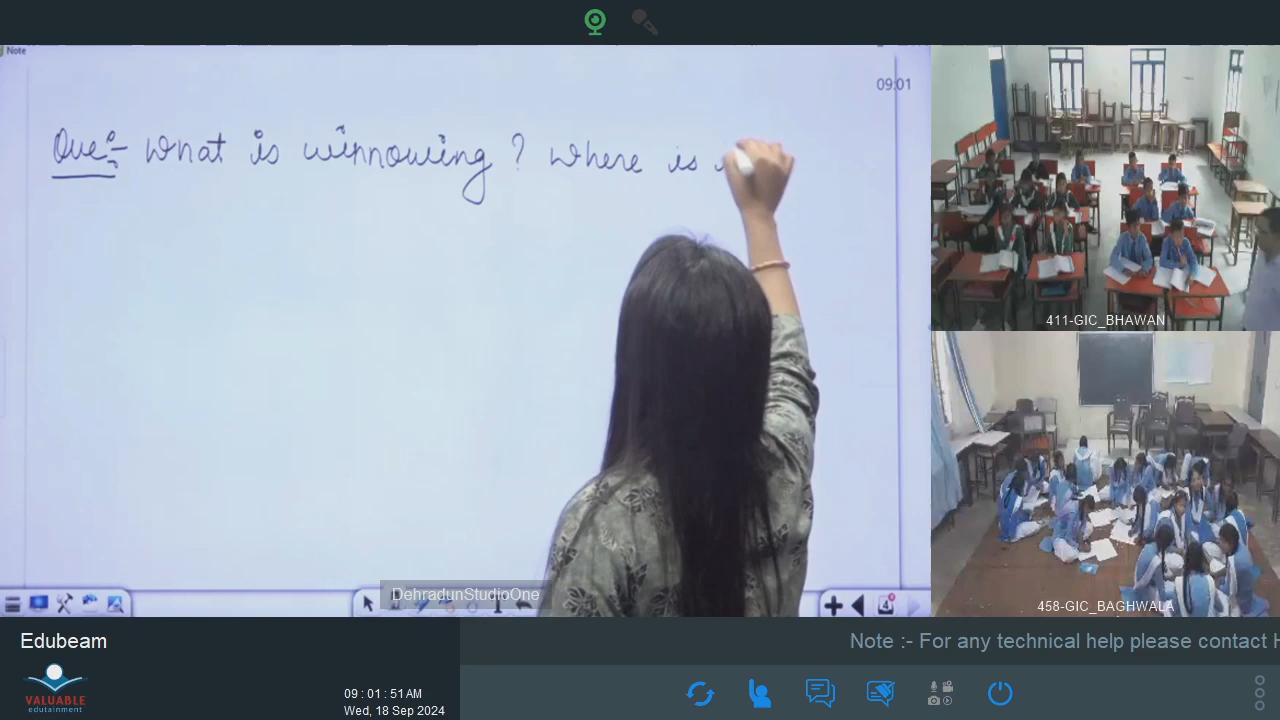 Note
09:01
Que:- What is winnowing ? Where is
411-GIC_BHAWAN
458-GIC_BAGHWALA
DehradunStudioOne
4
Edubeam
Note :- For any technical help please contact H
VALUABLE
edutainment
09 : 01 : 51 AM
Wed, 18 Sep 2024